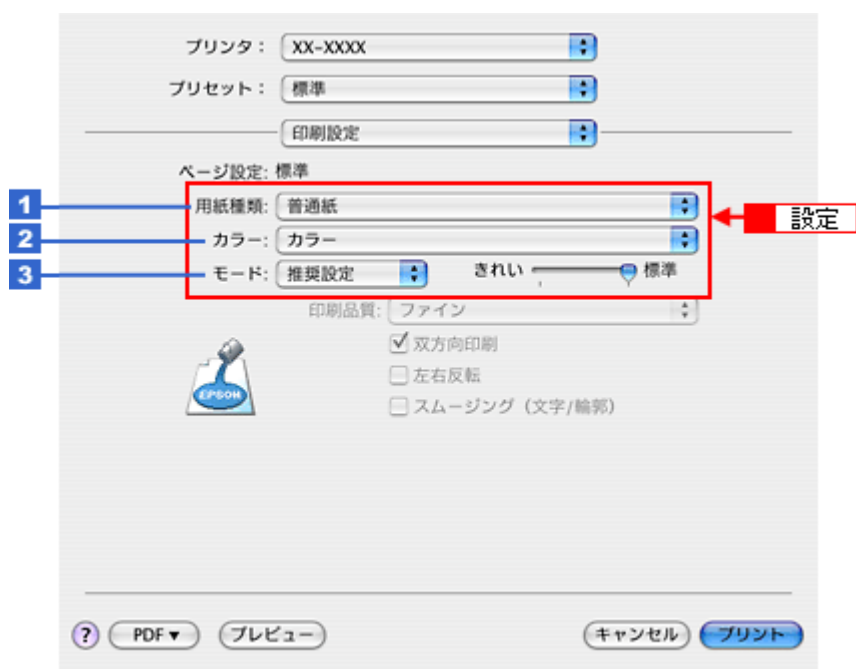 プリンタ： XX-XXXX
プリセット： 標準
印刷設定
ページ設定: 標準
1 用紙種類: 普通紙
設定
2 カラー: カラー
3 モード: 推奨設定 きれい 標準
印刷品質: ファイン
双方向印刷
左右反転
スムージング（文字/輪郭）
EPSON
? PDF▼ プレビュー キャンセル プリント